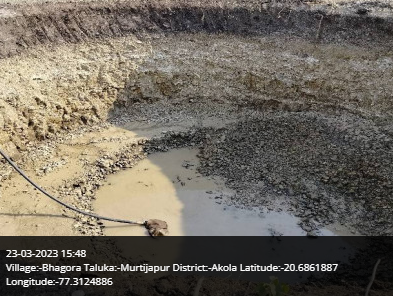 23-03-2023 15:48
Village:-Bhagora Taluka:-Murtijapur District:-Akola Latitude:-20.6861887
Longitude:-77.3124886